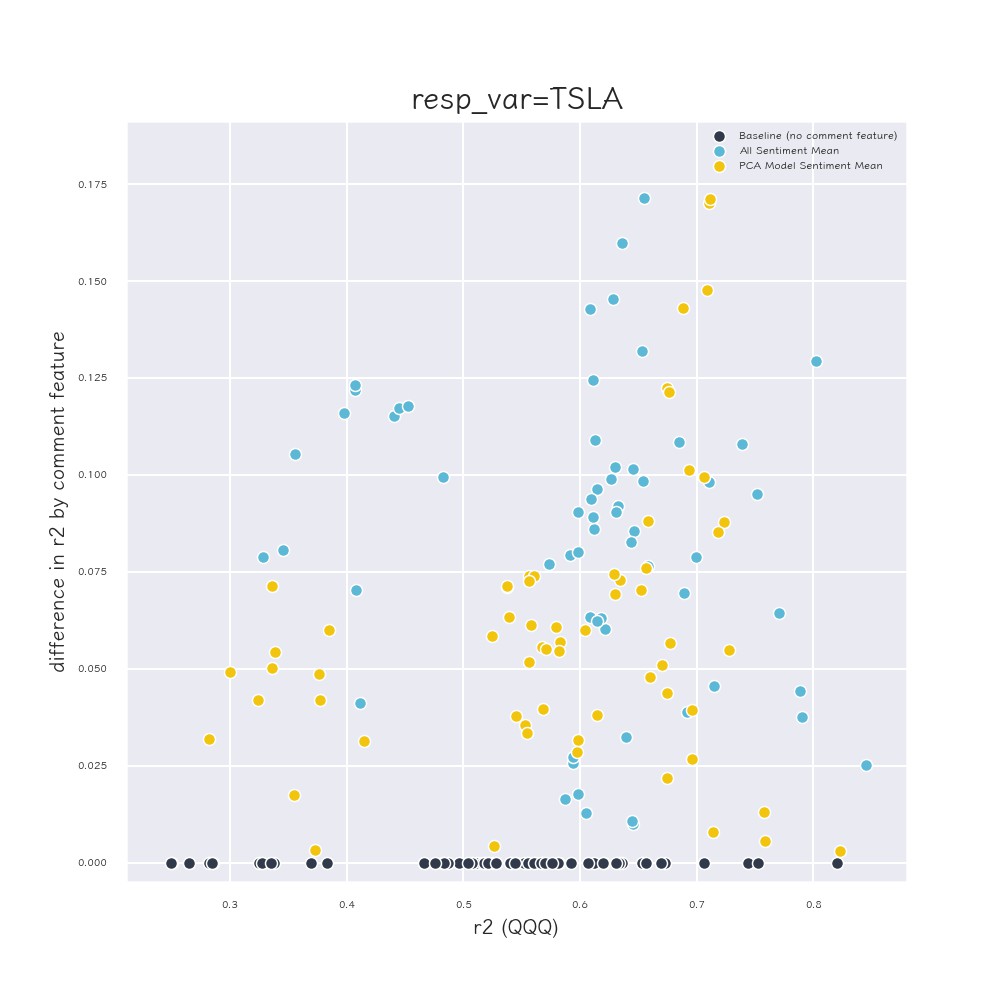 resp_var=TSLA
Baseline (no comment feature)
All Sentiment Mean
PCA Model Sentiment Mean
difference in r2 by comment feature
0.175
0.150
0.125
0.100
0.075
0.050
0.025
0.000
0.3 0.4 0.5 0.6 0.7 0.8
r2 (QQQ)